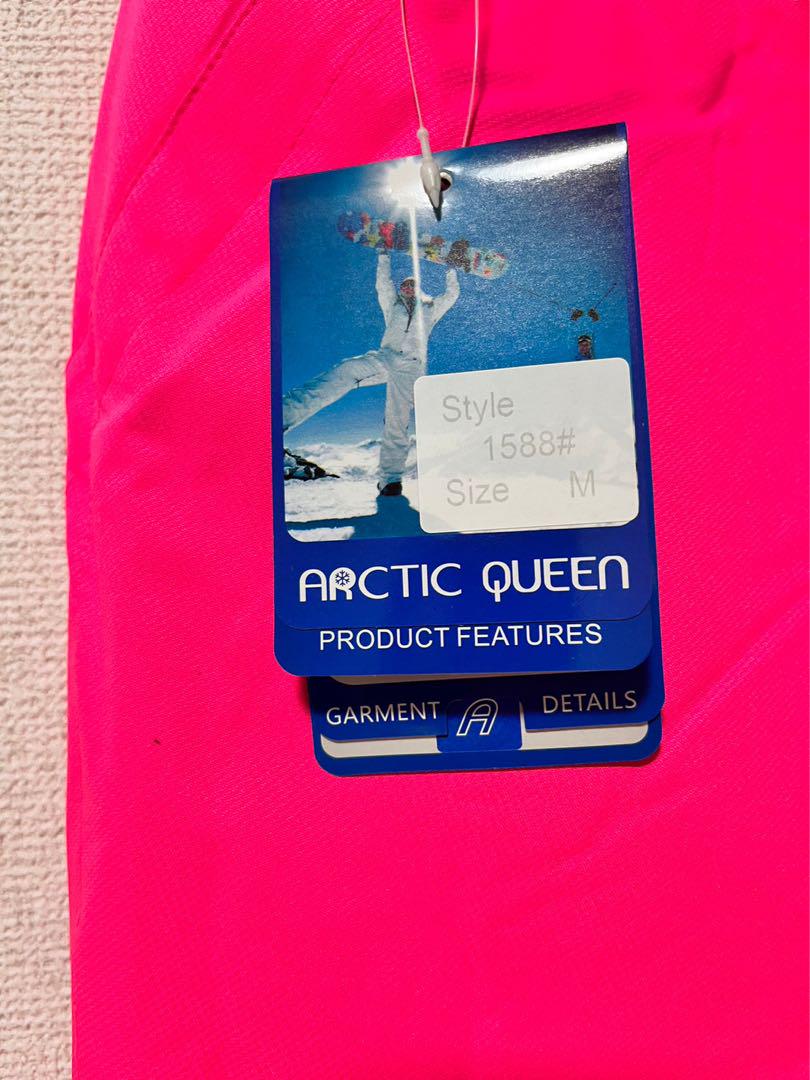 Style
1588#
Size M
ARCTIC QUEEN
PRODUCT FEATURES
GARMENT A DETAILS